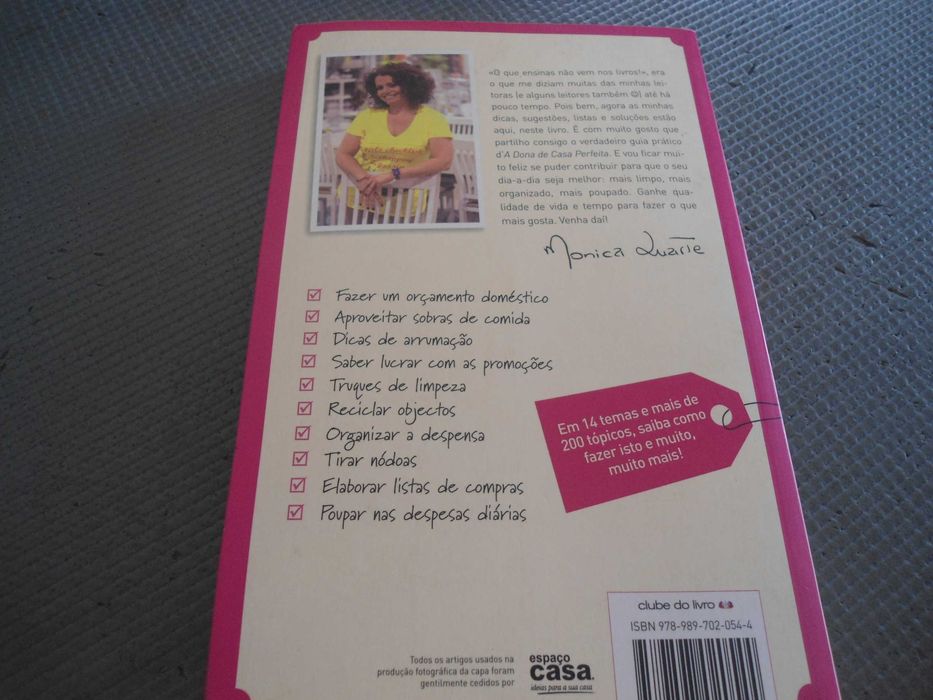 «O que ensinas não vem nos livros!», era
o que me diziam muitas das minhas lei-
toras (e alguns leitores também ☺) até há
pouco tempo. Pois bem, agora as minhas
dicas, sugestões, listas e soluções estão
aqui, neste livro. É com muito gosto que
partilho consigo o verdadeiro guia prático
d'A Dona de Casa Perfeita. E vou ficar mui-
to feliz se puder contribuir para que o seu
dia-a-dia seja melhor: mais limpo, mais
organizado, mais poupado. Ganhe qua-
lidade de vida e tempo para fazer o que
mais gosta. Venha daí!
Monica Duarte
Fazer um orçamento doméstico
Aproveitar sobras de comida
Dicas de arrumação
Saber lucrar com as promoções
Truques de limpeza
Reciclar objectos
Organizar a despensa
Tirar nódoas
Elaborar listas de compras
Poupar nas despesas diárias
Em 14 temas e mais de
200 tópicos, saiba como
fazer isto e muito,
muito mais!
clube do livro
ISBN 978-989-702-054-4
Todos os artigos usados na
produção fotográfica da capa foram
gentilmente cedidos por
espaço
casa.
ideias para a sua casa